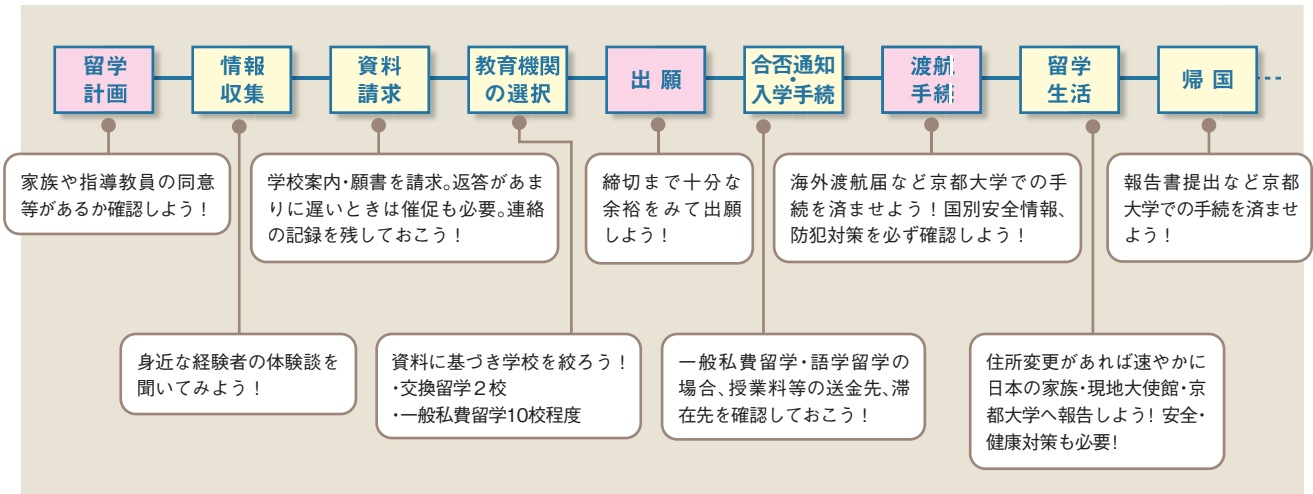 留学
計画
情報
収集
資料
請求
教育機関
の選択
出 願
合否通知
・
入学手続
渡航
手続
留学
生活
帰 国
家族や指導教員の同意
等があるか確認しよう！
学校案内・願書を請求。返答があま
りに遅いときは催促も必要。連絡
の記録を残しておこう！
締切まで十分な
余裕をみて出願
しよう！
海外渡航届など京都大学での手
続を済ませよう！国別安全情報、
防犯対策を必ず確認しよう！
報告書提出など京都
大学での手続を済ませ
よう！
身近な経験者の体験談を
聞いてみよう！
資料に基づき学校を絞ろう！
・交換留学２校
・一般私費留学10校程度
一般私費留学・語学留学の
場合、授業料等の送金先、滞
在先を確認しておこう！
住所変更があれば速やかに
日本の家族・現地大使館・京
都大学へ報告しよう！安全・
健康対策も必要！